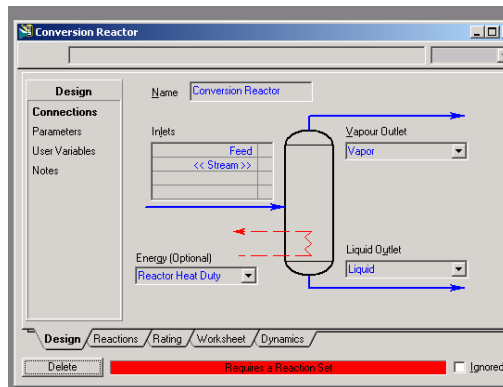 Conversion Reactor
Design
Connections
Parameters
User Variables
Notes
Name Conversion Reactor
Inlets
Feed
<< Stream >>
Vapour Outlet
Vapor
Energy (Optional)
Reactor Heat Duty
Liquid Outlet
Liquid
Design Reactions Rating Worksheet Dynamics
Delete Requires a Reaction Set Ignored